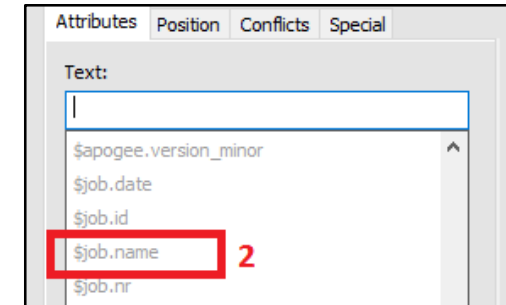 Attributes Position Conflicts Special
Text:
$apogee.version_minor
$job.date
$job.id
$job.name 2
$job.nr